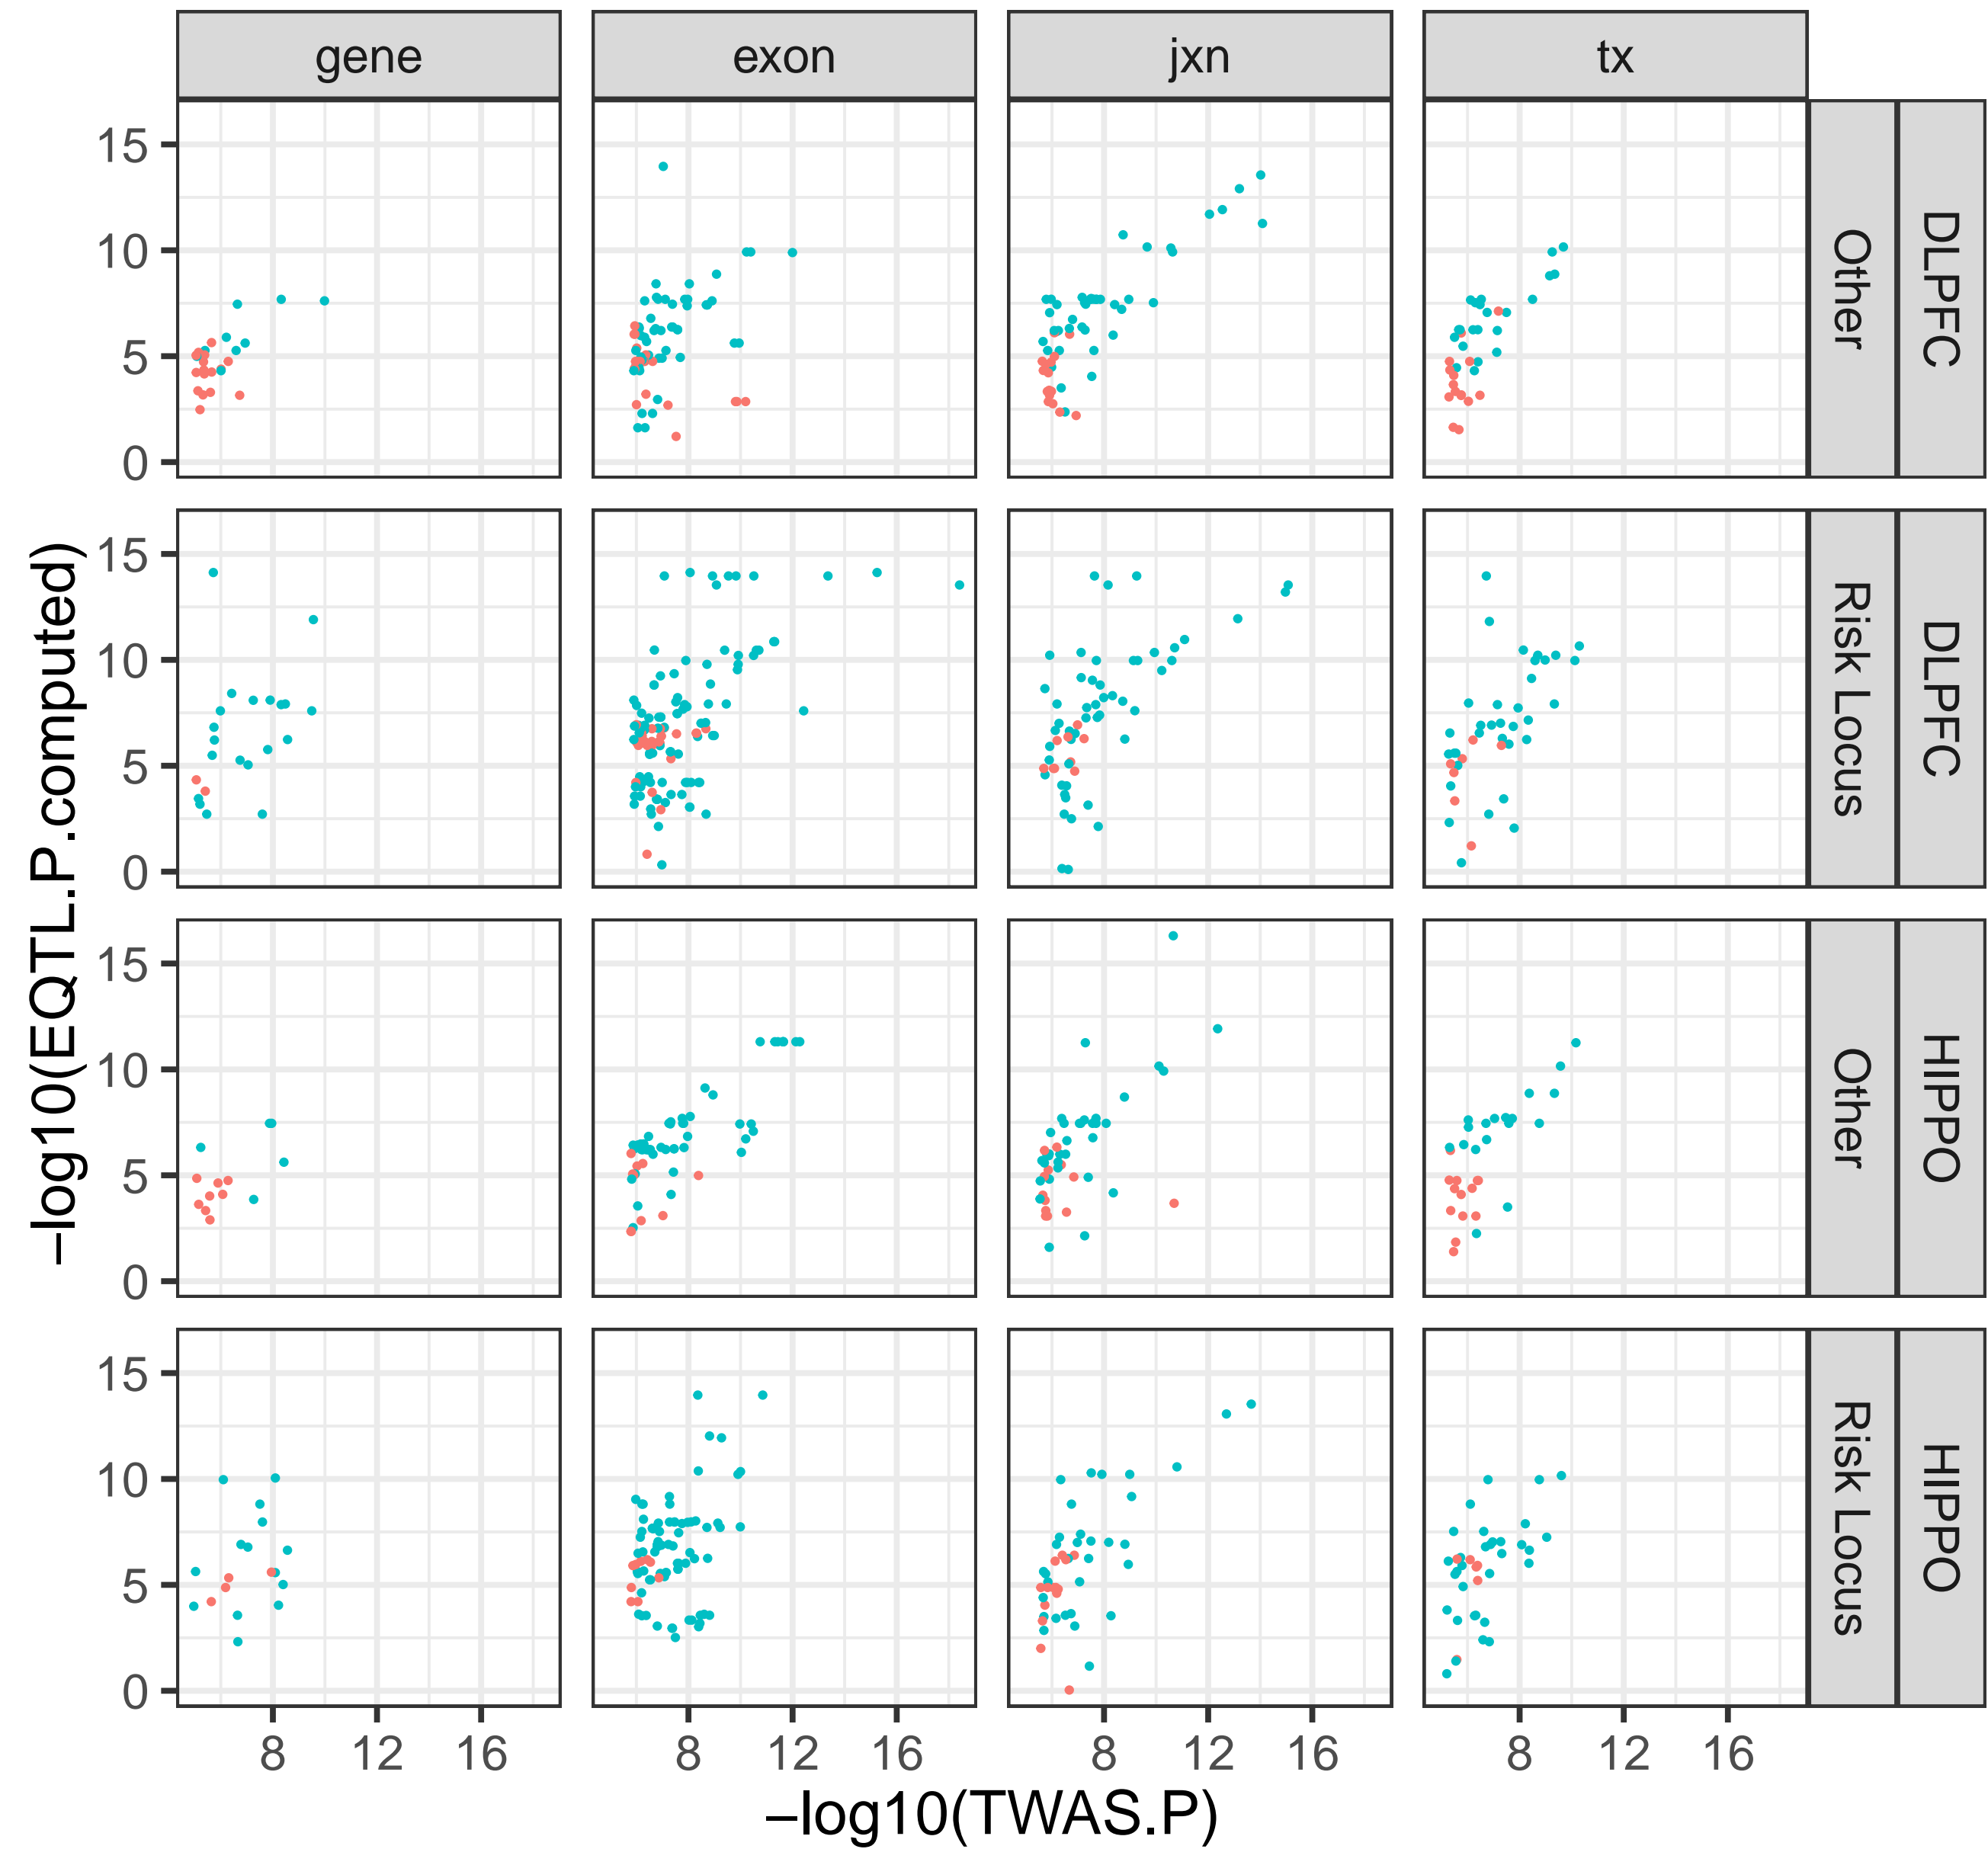 gene exon jxn tx
15
10
5
0
Other
DLPFC
15
10
5
0
Risk Locus
DLPFC
15
10
5
0
Other
HIPPO
15
10
5
0
Risk Locus
HIPPO
8 12 16 8 12 16 8 12 16 8 12 16
−log10(TWAS.P)
−log10(EQTL.P.computed)